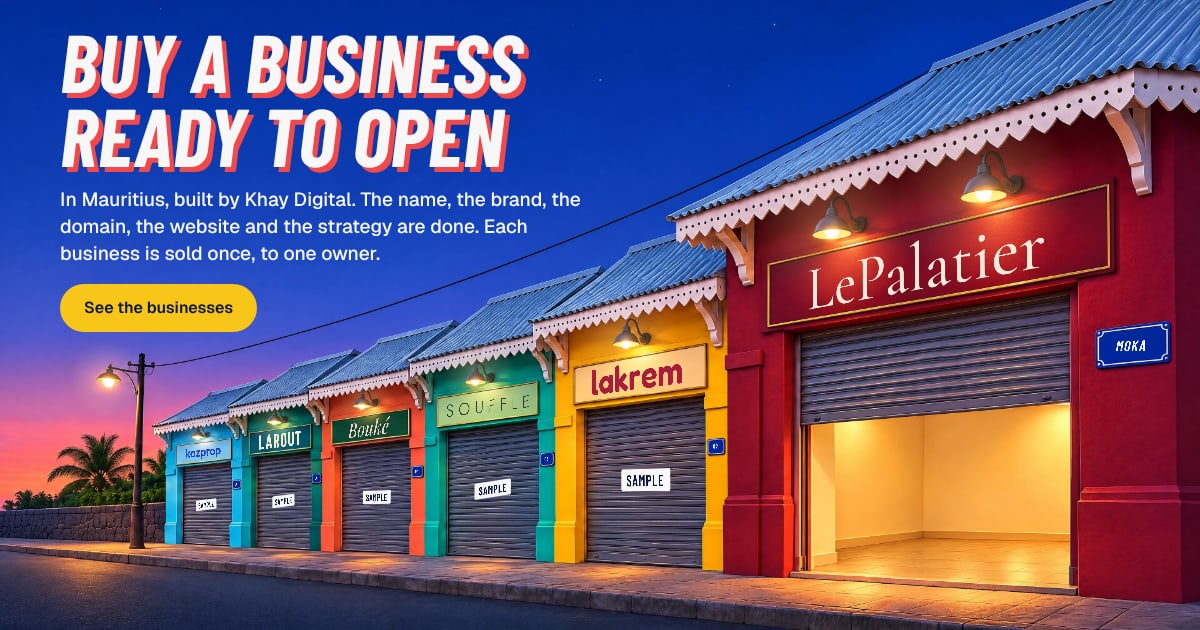 BUY A BUSINESS
READY TO OPEN
In Mauritius, built by Khay Digital. The name, the brand, the
domain, the website and the strategy are done. Each
business is sold once, to one owner.
See the businesses
LePalatier
MOKA
lakrem
SAMPLE
SOUFFLE
SAMPLE
Bouké
SAMPLE
LAROUT
SAMPLE
kazprop
SAMPLE